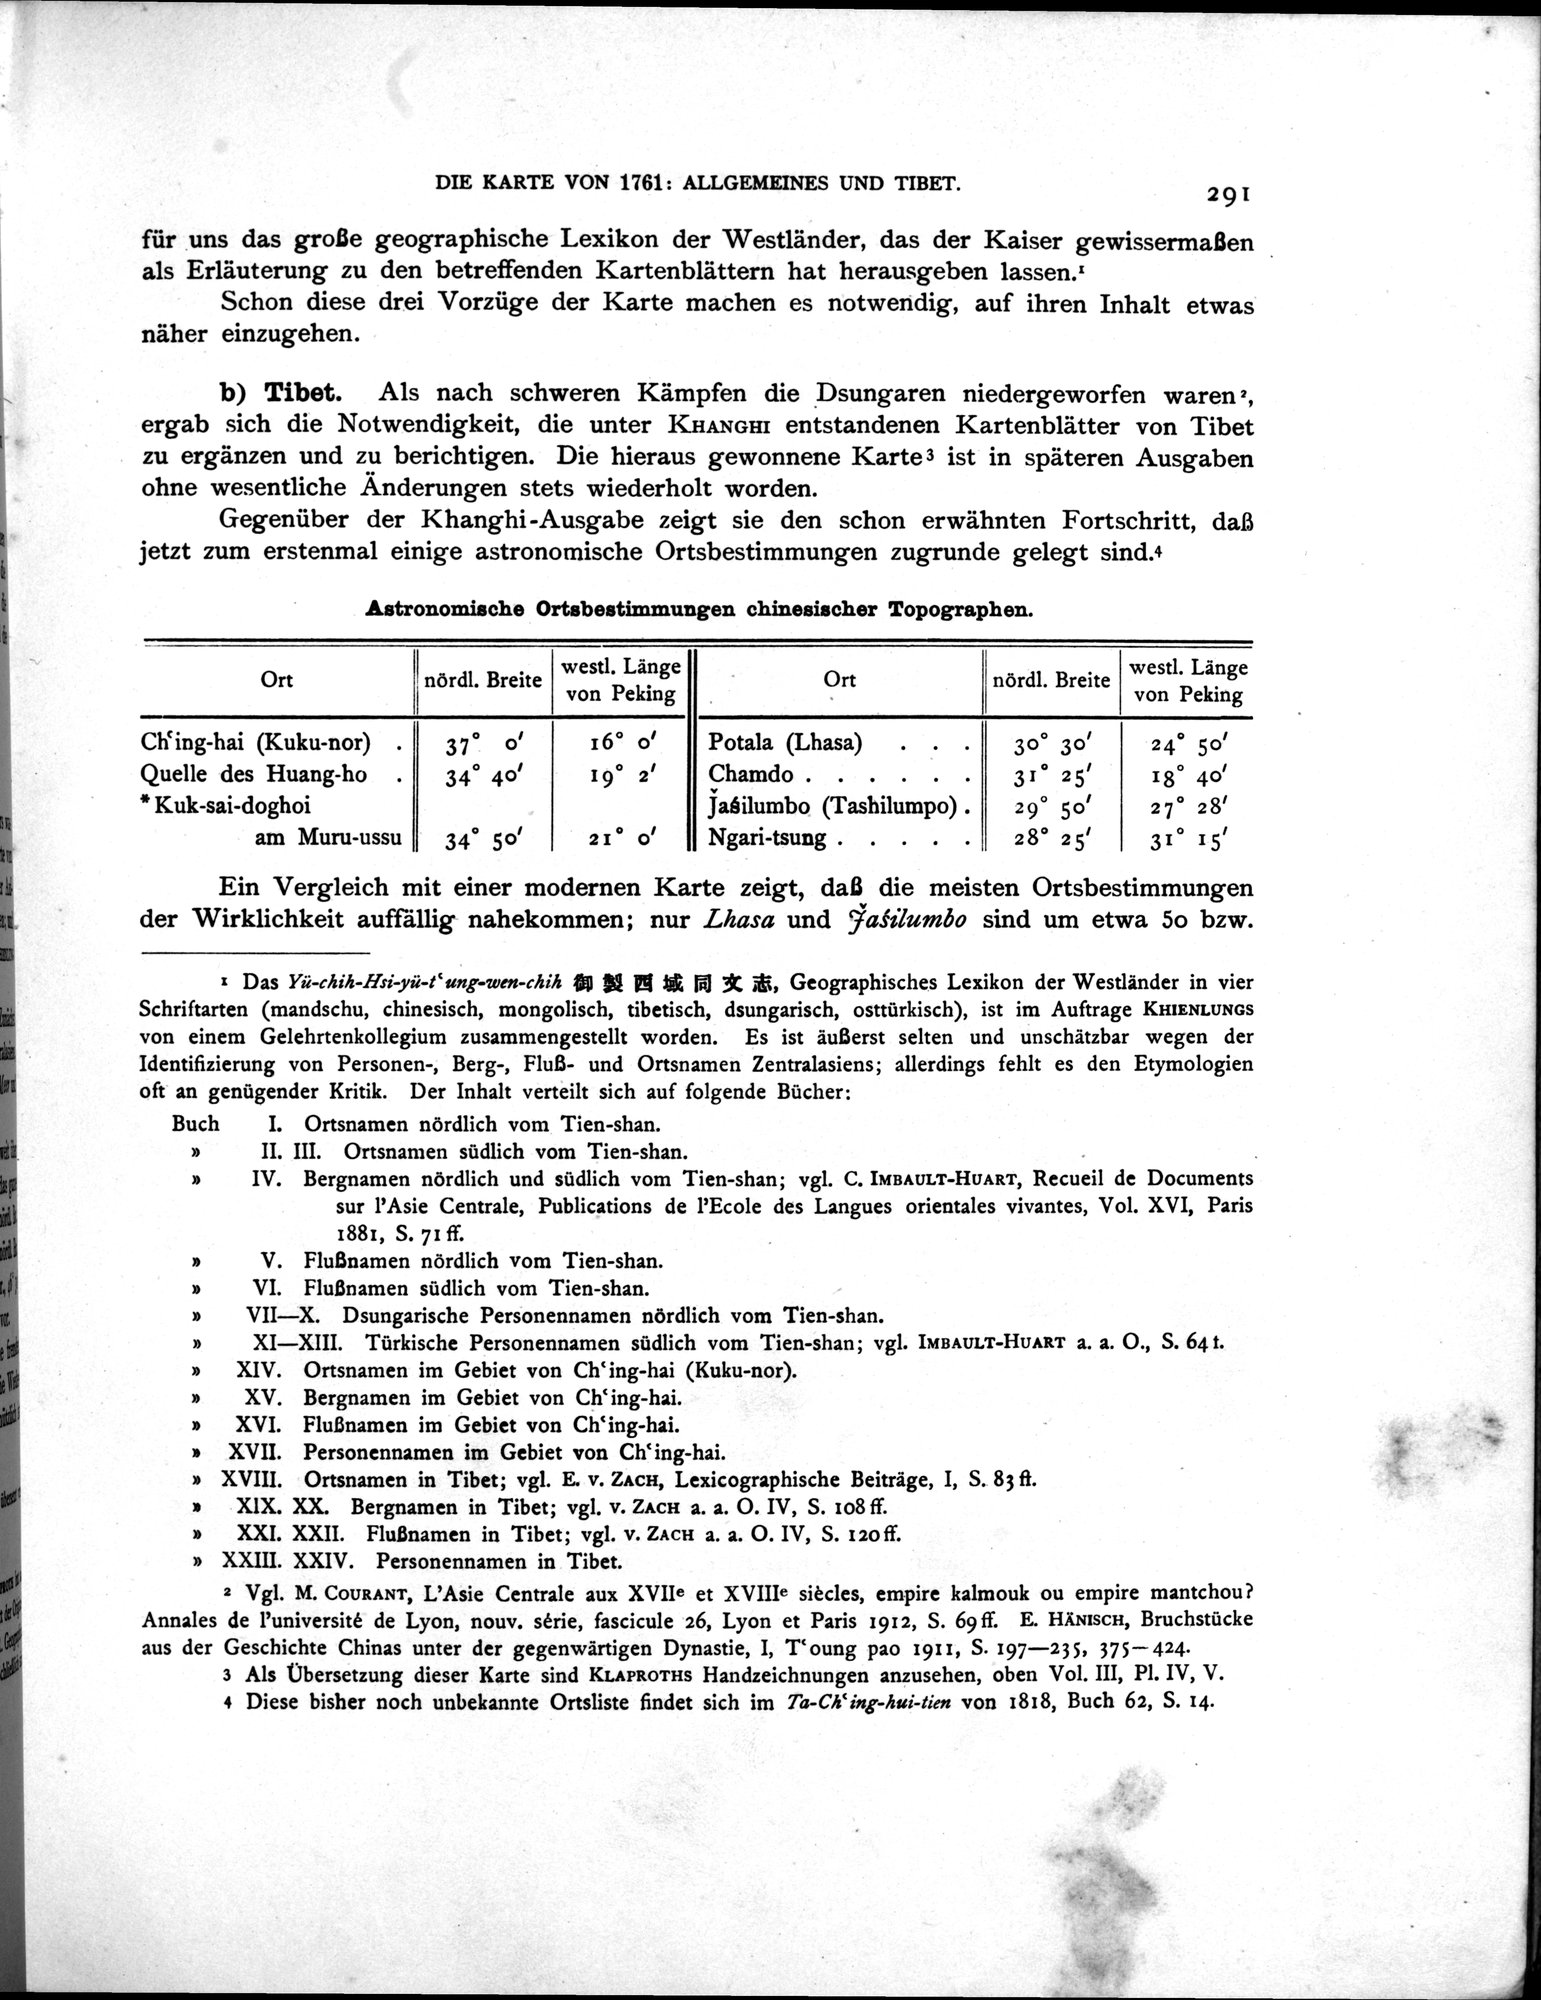 DIE KARTE VON 1761: ALLGEMEINES UND TIBET.
291
für uns das große geographische Lexikon der Westländer, das der Kaiser gewissermaßen
als Erläuterung zu den betreffenden Kartenblättern hat herausgeben lassen.¹
Schon diese drei Vorzüge der Karte machen es notwendig, auf ihren Inhalt etwas
näher einzugehen.
b) Tibet. Als nach schweren Kämpfen die Dsungaren niedergeworfen waren²,
ergab sich die Notwendigkeit, die unter KHANGHI entstandenen Kartenblätter von Tibet
zu ergänzen und zu berichtigen. Die hieraus gewonnene Karte³ ist in späteren Ausgaben
ohne wesentliche Änderungen stets wiederholt worden.
Gegenüber der Khanghi-Ausgabe zeigt sie den schon erwähnten Fortschritt, daß
jetzt zum erstenmal einige astronomische Ortsbestimmungen zugrunde gelegt sind.⁴
Astronomische Ortsbestimmungen chinesischer Topographen.
Ort | nördl. Breite | westl. Länge von Peking | Ort | nördl. Breite | westl. Länge von Peking
Chʿing-hai (Kuku-nor) . | 37° 0′ | 16° 0′ | Potala (Lhasa) . . . | 30° 30′ | 24° 50′
Quelle des Huang-ho . | 34° 40′ | 19° 2′ | Chamdo . . . . . . | 31° 25′ | 18° 40′
*Kuk-sai-doghoi | J̌aśilumbo (Tashilumpo) . | 29° 50′ | 27° 28′
am Muru-ussu | 34° 50′ | 21° 0′ | Ngari-tsung . . . . . | 28° 25′ | 31° 15′
Ein Vergleich mit einer modernen Karte zeigt, daß die meisten Ortsbestimmungen
der Wirklichkeit auffällig nahekommen; nur Lhasa und J̌aśilumbo sind um etwa 50 bzw.
1 Das Yü-chih-Hsi-yü-tʿung-wen-chih 御製西域同文志, Geographisches Lexikon der Westländer in vier
Schriftarten (mandschu, chinesisch, mongolisch, tibetisch, dsungarisch, osttürkisch), ist im Auftrage KHIENLUNGS
von einem Gelehrtenkollegium zusammengestellt worden. Es ist äußerst selten und unschätzbar wegen der
Identifizierung von Personen-, Berg-, Fluß- und Ortsnamen Zentralasiens; allerdings fehlt es den Etymologien
oft an genügender Kritik. Der Inhalt verteilt sich auf folgende Bücher:
Buch I. Ortsnamen nördlich vom Tien-shan.
» II. III. Ortsnamen südlich vom Tien-shan.
» IV. Bergnamen nördlich und südlich vom Tien-shan; vgl. C. IMBAULT-HUART, Recueil de Documents
sur l'Asie Centrale, Publications de l'Ecole des Langues orientales vivantes, Vol. XVI, Paris
1881, S. 71 ff.
» V. Flußnamen nördlich vom Tien-shan.
» VI. Flußnamen südlich vom Tien-shan.
» VII—X. Dsungarische Personennamen nördlich vom Tien-shan.
» XI—XIII. Türkische Personennamen südlich vom Tien-shan; vgl. IMBAULT-HUART a. a. O., S. 64 f.
» XIV. Ortsnamen im Gebiet von Chʿing-hai (Kuku-nor).
» XV. Bergnamen im Gebiet von Chʿing-hai.
» XVI. Flußnamen im Gebiet von Chʿing-hai.
» XVII. Personennamen im Gebiet von Chʿing-hai.
» XVIII. Ortsnamen in Tibet; vgl. E. v. ZACH, Lexicographische Beiträge, I, S. 83 ff.
» XIX. XX. Bergnamen in Tibet; vgl. v. ZACH a. a. O. IV, S. 108 ff.
» XXI. XXII. Flußnamen in Tibet; vgl. v. ZACH a. a. O. IV, S. 120 ff.
» XXIII. XXIV. Personennamen in Tibet.
2 Vgl. M. COURANT, L'Asie Centrale aux XVIIe et XVIIIe siècles, empire kalmouk ou empire mantchou?
Annales de l'université de Lyon, nouv. série, fascicule 26, Lyon et Paris 1912, S. 69 ff. E. HÄNISCH, Bruchstücke
aus der Geschichte Chinas unter der gegenwärtigen Dynastie, I, Tʿoung pao 1911, S. 197—235, 375—424.
3 Als Übersetzung dieser Karte sind KLAPROTHS Handzeichnungen anzusehen, oben Vol. III, Pl. IV, V.
4 Diese bisher noch unbekannte Ortsliste findet sich im Ta-Chʿing-hui-tien von 1818, Buch 62, S. 14.